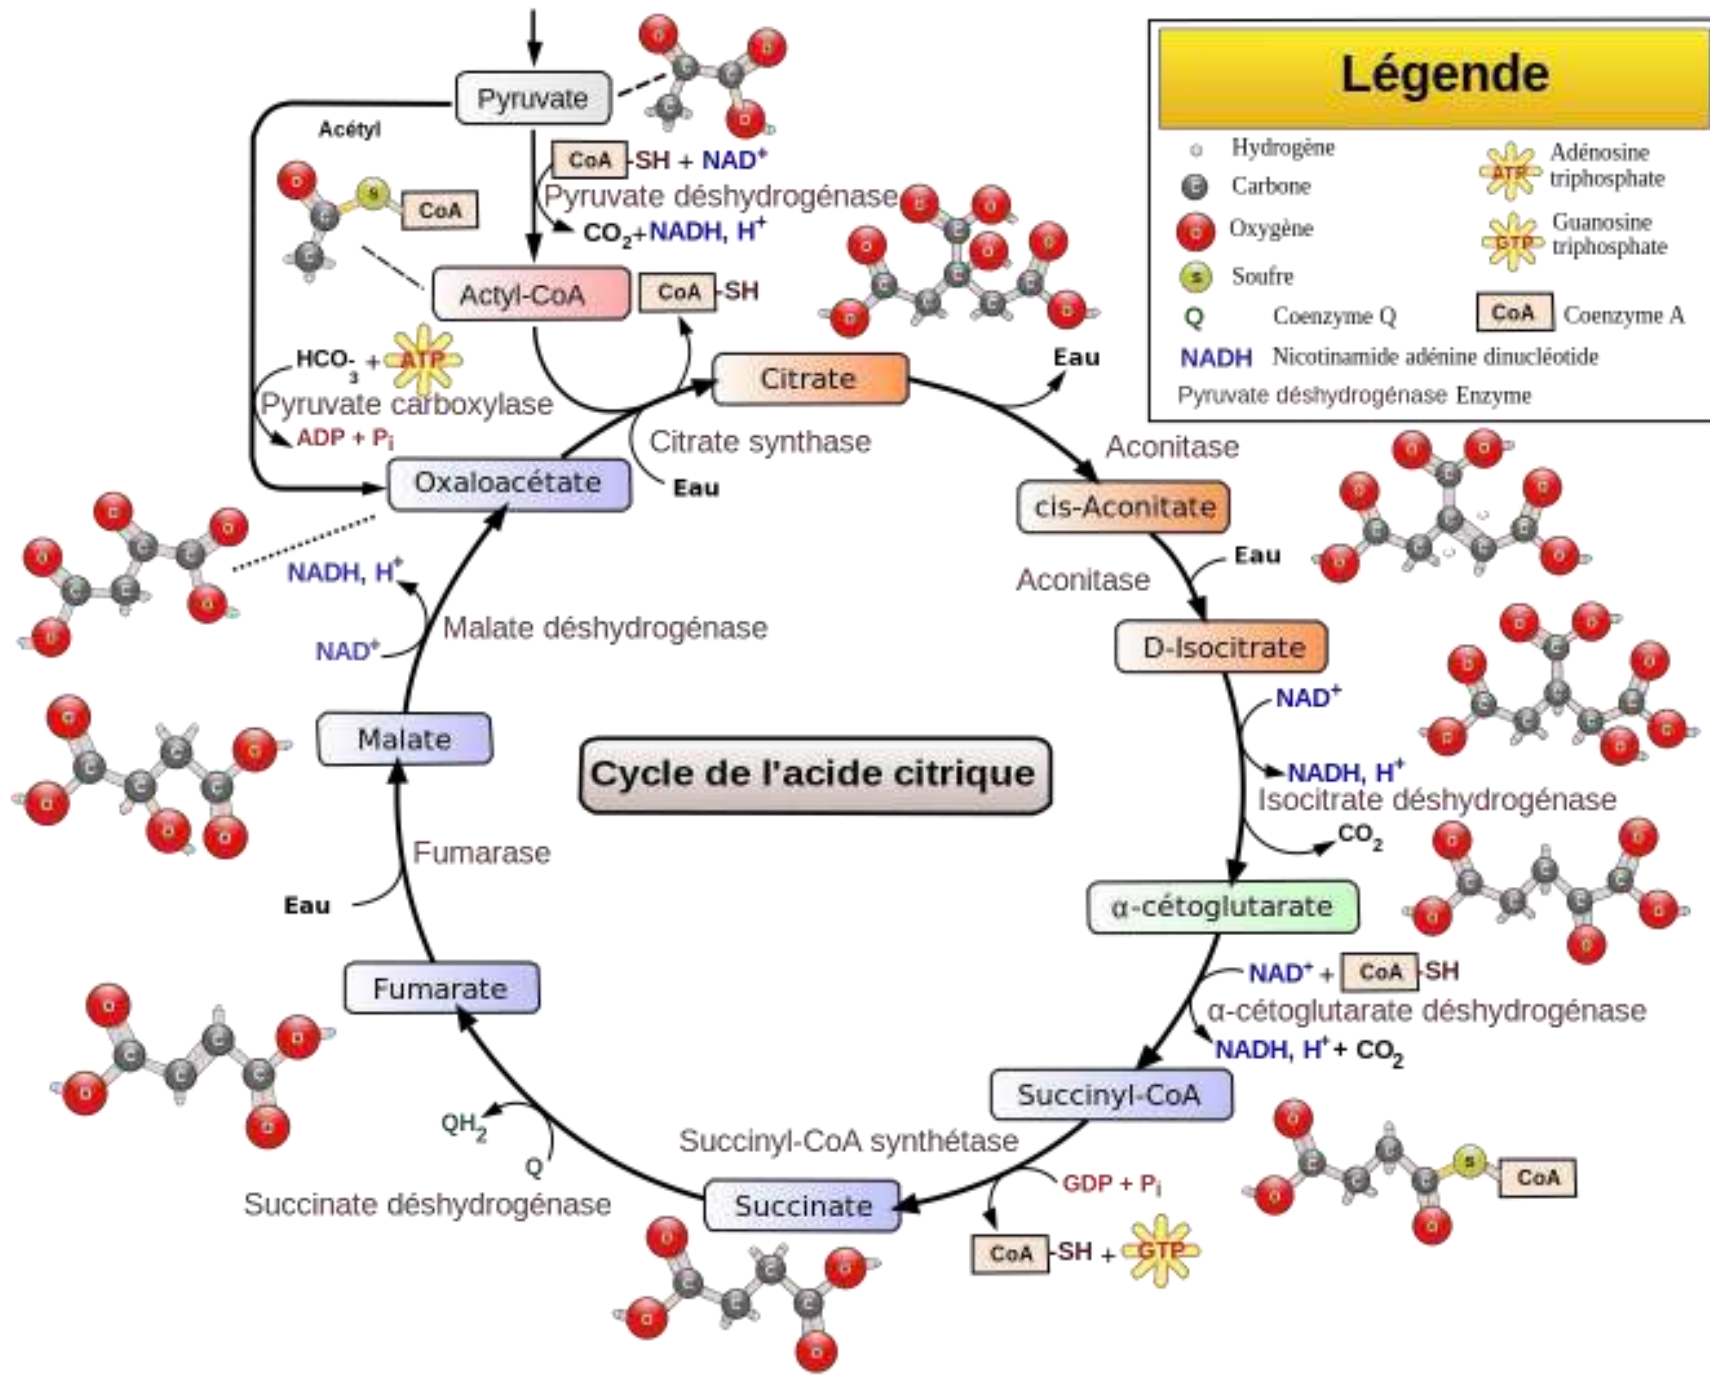 Pyruvate
Acétyl
CoA -SH + NAD+
Pyruvate déshydrogénase
CO2+NADH, H+
CoA
Actyl-CoA
CoA -SH
HCO3- + ATP
Pyruvate carboxylase
ADP + Pi
Citrate
Eau
Citrate synthase
Eau
Oxaloacétate
Aconitase
cis-Aconitate
Eau
Aconitase
D-Isocitrate
NAD+
NADH, H+
Isocitrate déshydrogénase
CO2
α-cétoglutarate
NAD+ + CoA -SH
α-cétoglutarate déshydrogénase
NADH, H+ + CO2
Succinyl-CoA
CoA
Succinyl-CoA synthétase
GDP + Pi
CoA -SH + GTP
Succinate
QH2
Q
Succinate déshydrogénase
Fumarate
Eau
Fumarase
Malate
NADH, H+
NAD+
Malate déshydrogénase
Cycle de l'acide citrique
Légende
Hydrogène
C Carbone
O Oxygène
S Soufre
Q Coenzyme Q
NADH Nicotinamide adénine dinucléotide
Pyruvate déshydrogénase Enzyme
ATP Adénosine
triphosphate
GTP Guanosine
triphosphate
CoA Coenzyme A